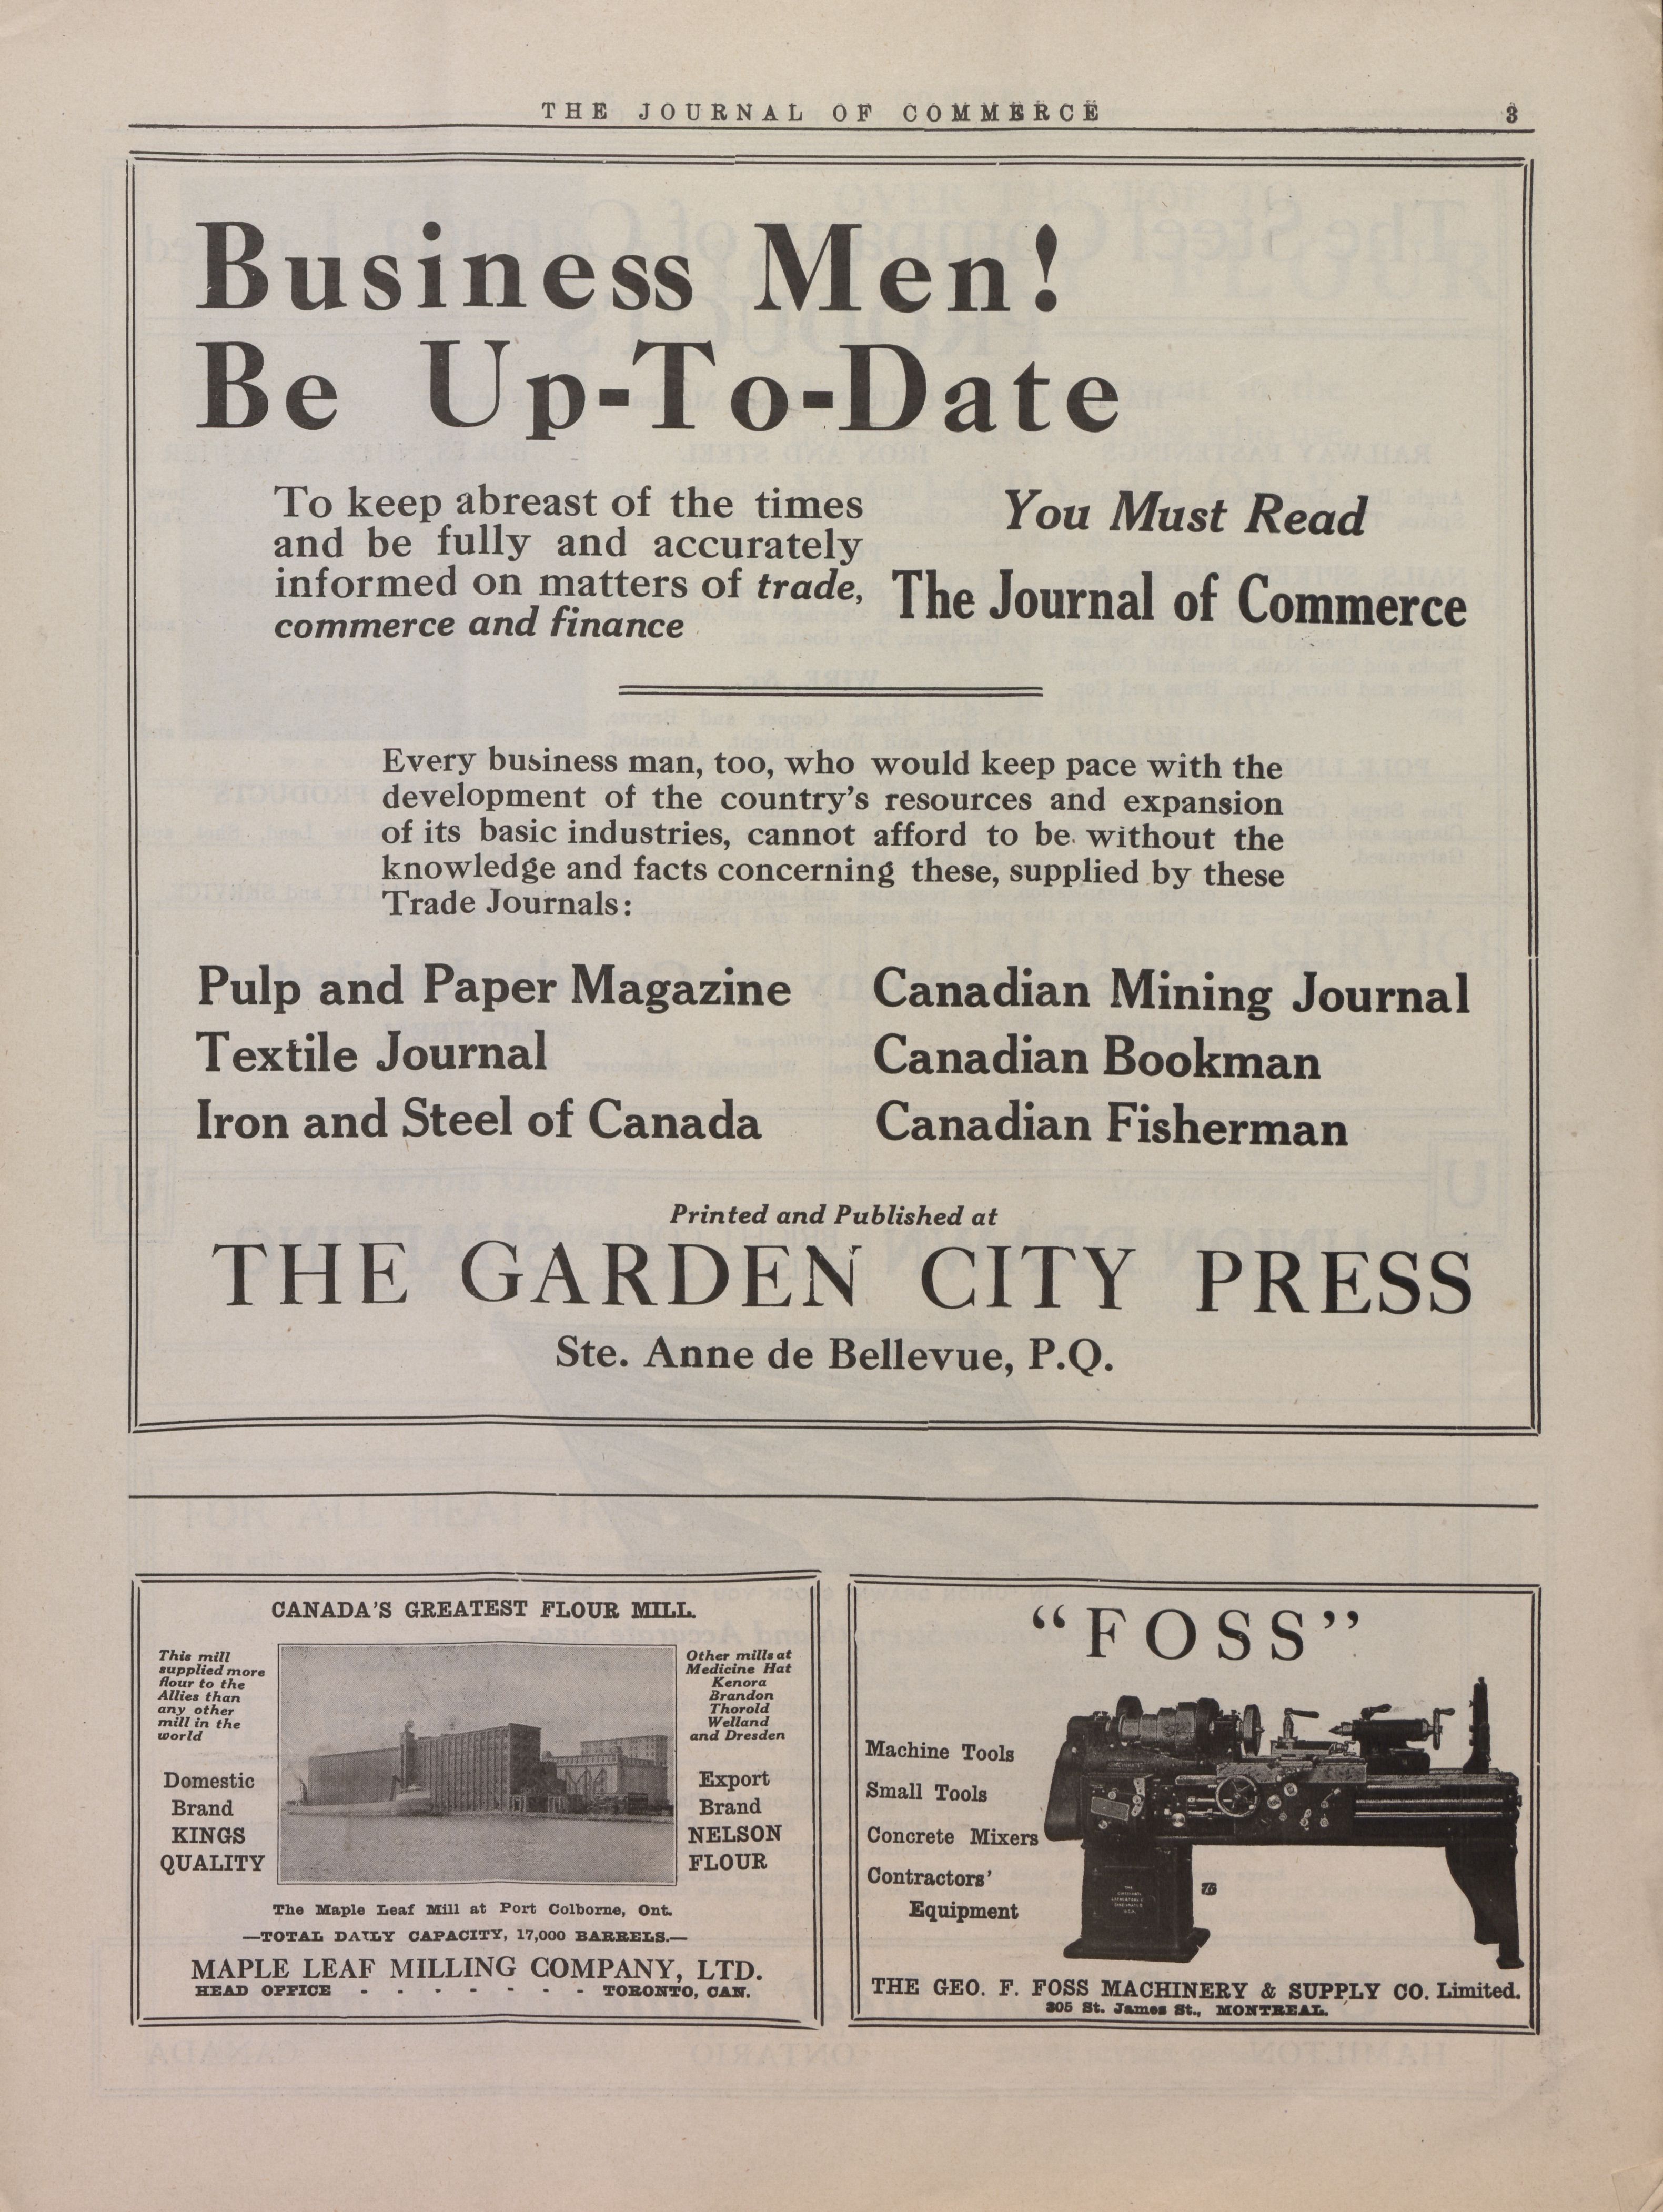 THE JOURNAL OF COMMERCE 3
Business Men!
Be Up-To-Date
To keep abreast of the times
and be fully and accurately
informed on matters of trade,
commerce and finance
You Must Read
The Journal of Commerce
Every business man, too, who would keep pace with the
development of the country's resources and expansion
of its basic industries, cannot afford to be without the
knowledge and facts concerning these, supplied by these
Trade Journals:
Pulp and Paper Magazine
Textile Journal
Iron and Steel of Canada
Canadian Mining Journal
Canadian Bookman
Canadian Fisherman
Printed and Published at
THE GARDEN CITY PRESS
Ste. Anne de Bellevue, P.Q.
CANADA'S GREATEST FLOUR MILL.
This mill
supplied more
flour to the
Allies than
any other
mill in the
world
Domestic
Brand
KINGS
QUALITY
Other mills at
Medicine Hat
Kenora
Brandon
Thorold
Welland
and Dresden
Export
Brand
NELSON
FLOUR
The Maple Leaf Mill at Port Colborne, Ont.
—TOTAL DAILY CAPACITY, 17,000 BARRELS.—
MAPLE LEAF MILLING COMPANY, LTD.
HEAD OFFICE - - - - - - - TORONTO, CAN.
"FOSS"
Machine Tools
Small Tools
Concrete Mixers
Contractors'
Equipment
75
THE GEO. F. FOSS MACHINERY & SUPPLY CO. Limited.
305 St. James St., MONTREAL.